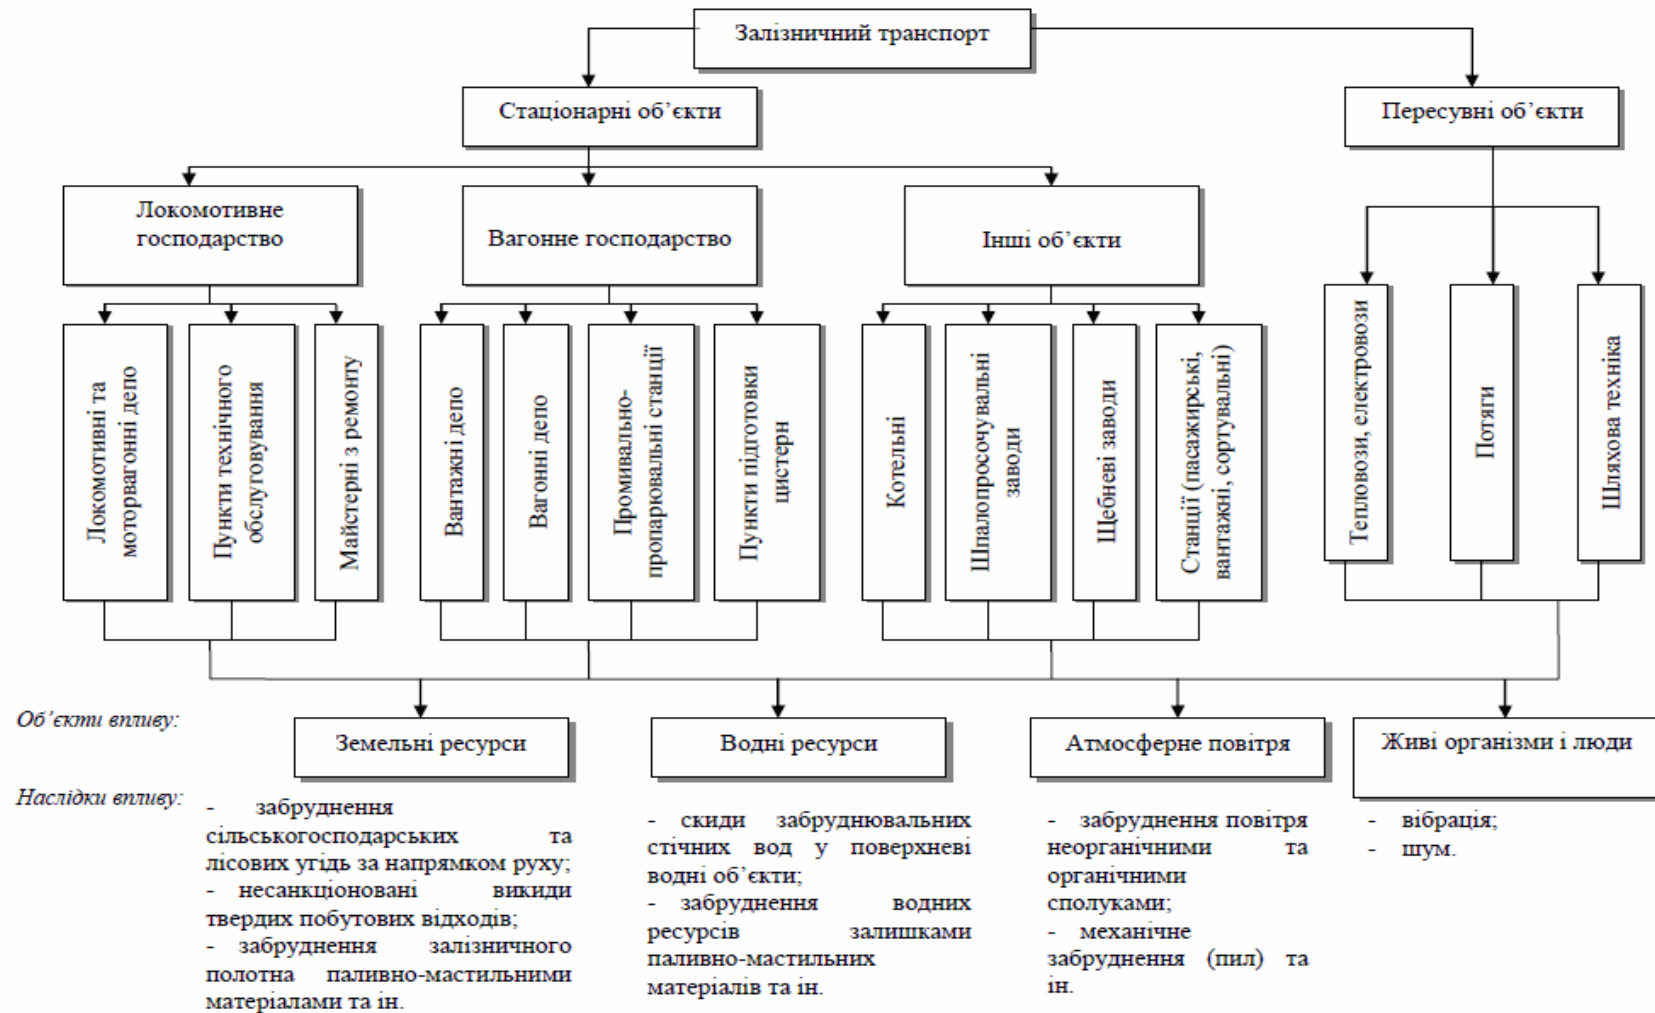 Залізничний транспорт
Стаціонарні об’єкти
Пересувні об’єкти
Локомотивне
господарство
Вагонне господарство
Інші об’єкти
Локомотивні та
моторвагонні депо
Пункти технічного
обслуговування
Майстерні з ремонту
Вантажні депо
Вагонні депо
Промивально-
пропарювальні станції
Пункти підготовки
цистерн
Котельні
Шпалопросочувальні
заводи
Щебневі заводи
Станції (пасажирські,
вантажні, сортувальні)
Тепловози, електровози
Потяги
Шляхова техніка
Об’єкти впливу:
Земельні ресурси
Водні ресурси
Атмосферне повітря
Живі організми і люди
Наслідки впливу:
- забруднення
сільськогосподарських та
лісових угідь за напрямком руху;
- несанкціоновані викиди
твердих побутових відходів;
- забруднення залізничного
полотна паливно-мастильними
матеріалами та ін.
- скиди забруднювальних
стічних вод у поверхневі
водні об’єкти;
- забруднення водних
ресурсів залишками
паливно-мастильних
матеріалів та ін.
- забруднення повітря
неорганічними та
органічними
сполуками;
- механічне
забруднення (пил) та
ін.
- вібрація;
- шум.